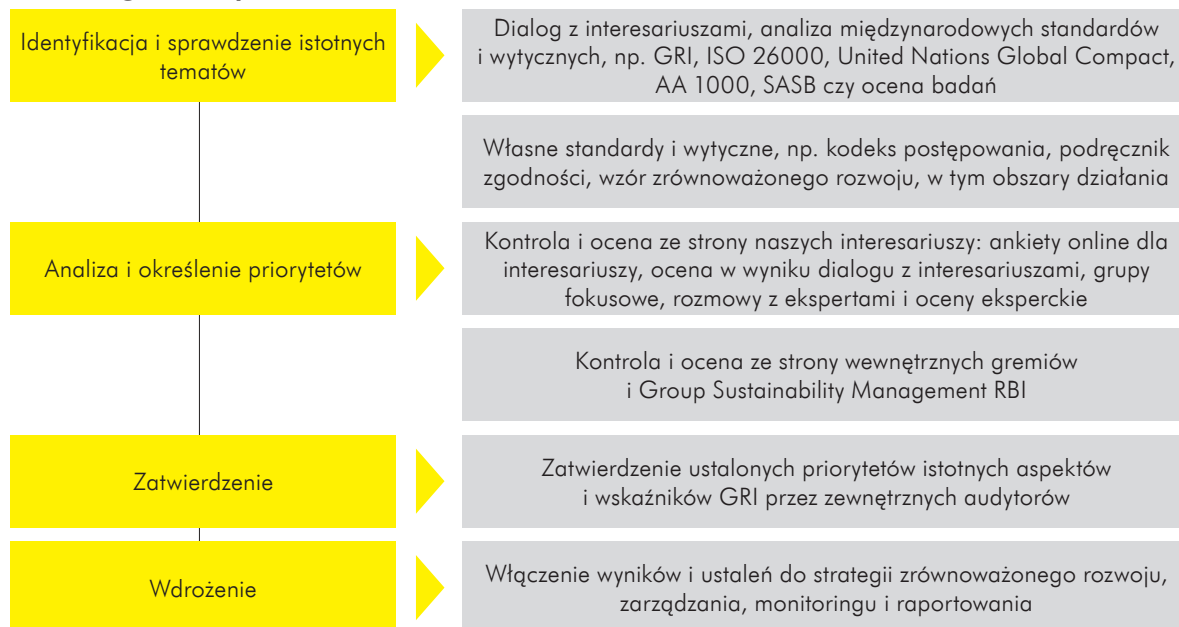 Identyfikacja i sprawdzenie istotnych
tematów
Dialog z interesariuszami, analiza międzynarodowych standardów
i wytycznych, np. GRI, ISO 26000, United Nations Global Compact,
AA 1000, SASB czy ocena badań
Własne standardy i wytyczne, np. kodeks postępowania, podręcznik
zgodności, wzór zrównoważonego rozwoju, w tym obszary działania
Analiza i określenie priorytetów
Kontrola i ocena ze strony naszych interesariuszy: ankiety online dla
interesariuszy, ocena w wyniku dialogu z interesariuszami, grupy
fokusowe, rozmowy z ekspertami i oceny eksperckie
Kontrola i ocena ze strony wewnętrznych gremiów
i Group Sustainability Management RBI
Zatwierdzenie
Zatwierdzenie ustalonych priorytetów istotnych aspektów
i wskaźników GRI przez zewnętrznych audytorów
Wdrożenie
Włączenie wyników i ustaleń do strategii zrównoważonego rozwoju,
zarządzania, monitoringu i raportowania